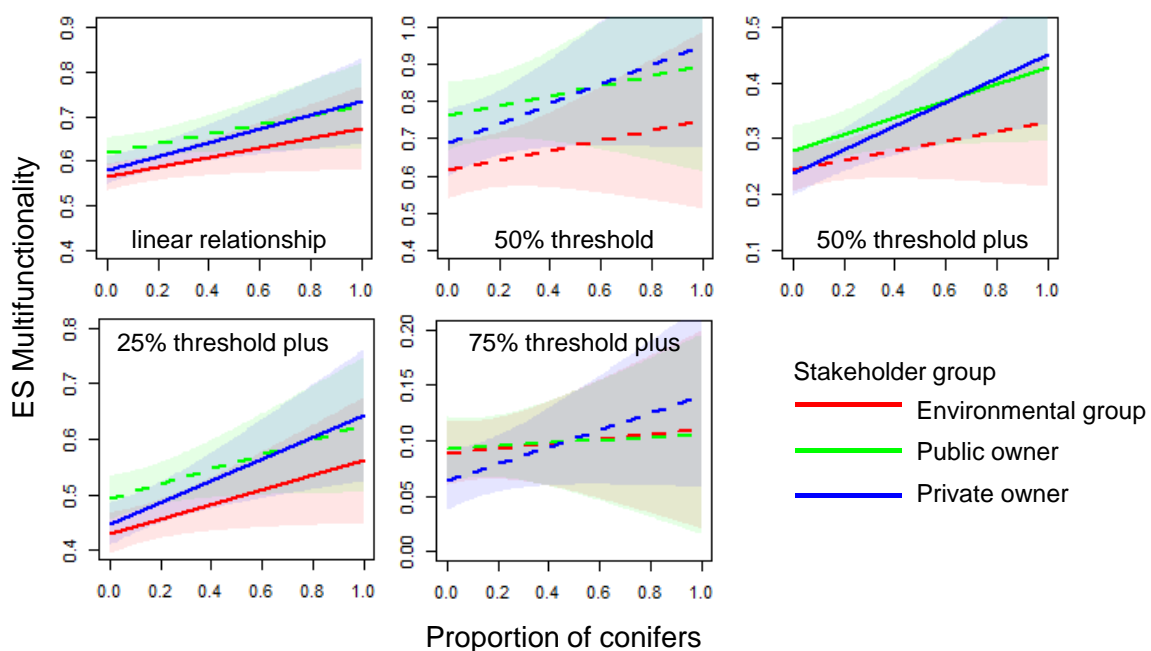 ES Multifunctionality
0.4 0.5 0.6 0.7 0.8 0.9
linear relationship
0.0 0.2 0.4 0.6 0.8 1.0
0.4 0.5 0.6 0.7 0.8 0.9 1.0
50% threshold
0.0 0.2 0.4 0.6 0.8 1.0
0.1 0.2 0.3 0.4 0.5
50% threshold plus
0.0 0.2 0.4 0.6 0.8 1.0
0.4 0.5 0.6 0.7 0.8
25% threshold plus
0.0 0.2 0.4 0.6 0.8 1.0
0.00 0.05 0.10 0.15 0.20
75% threshold plus
0.0 0.2 0.4 0.6 0.8 1.0
Stakeholder group
Environmental group
Public owner
Private owner
Proportion of conifers